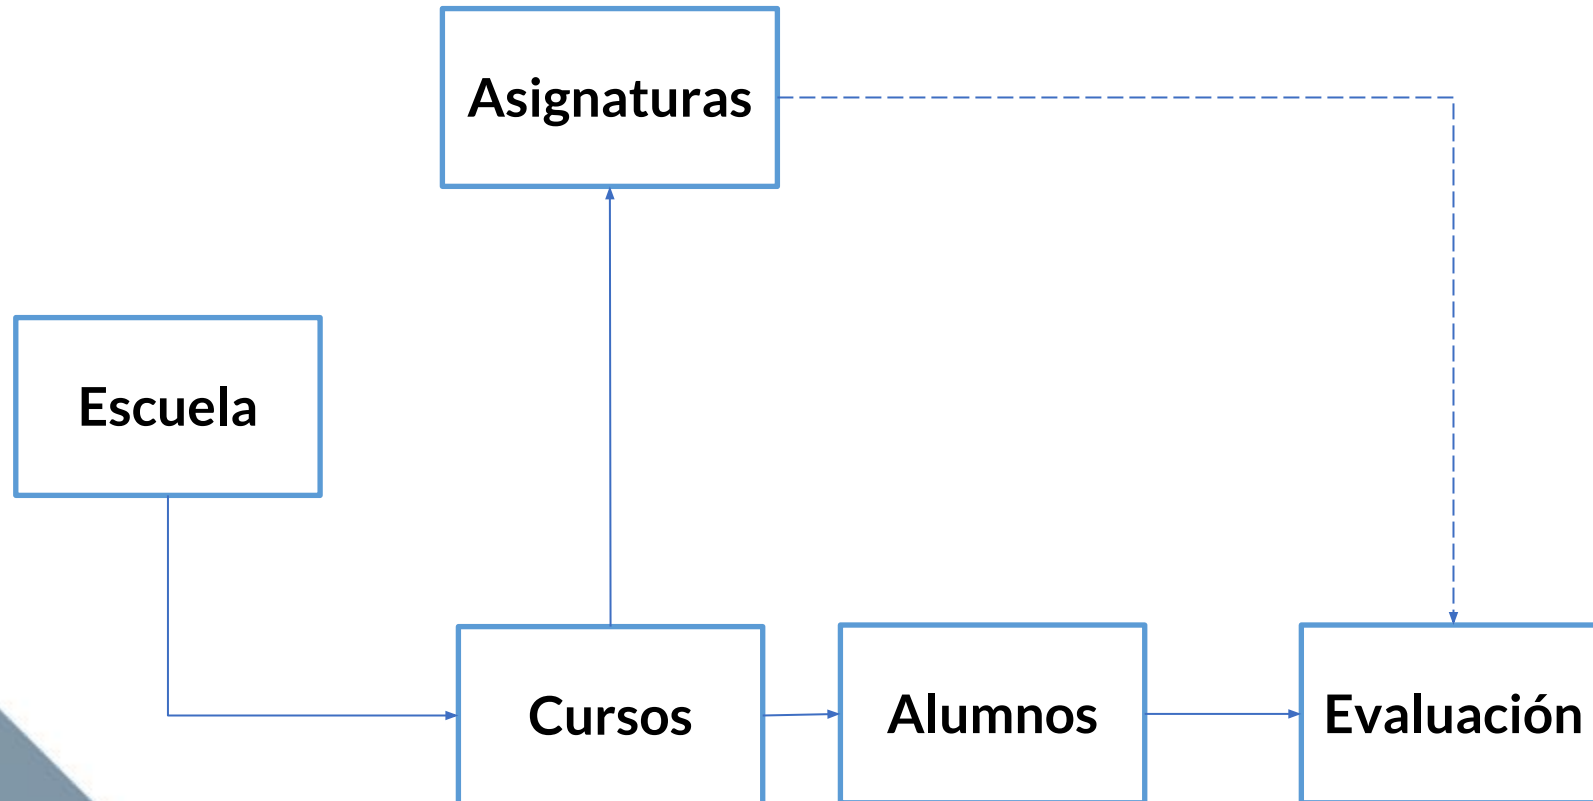 Asignaturas
Escuela
Cursos
Alumnos
Evaluación